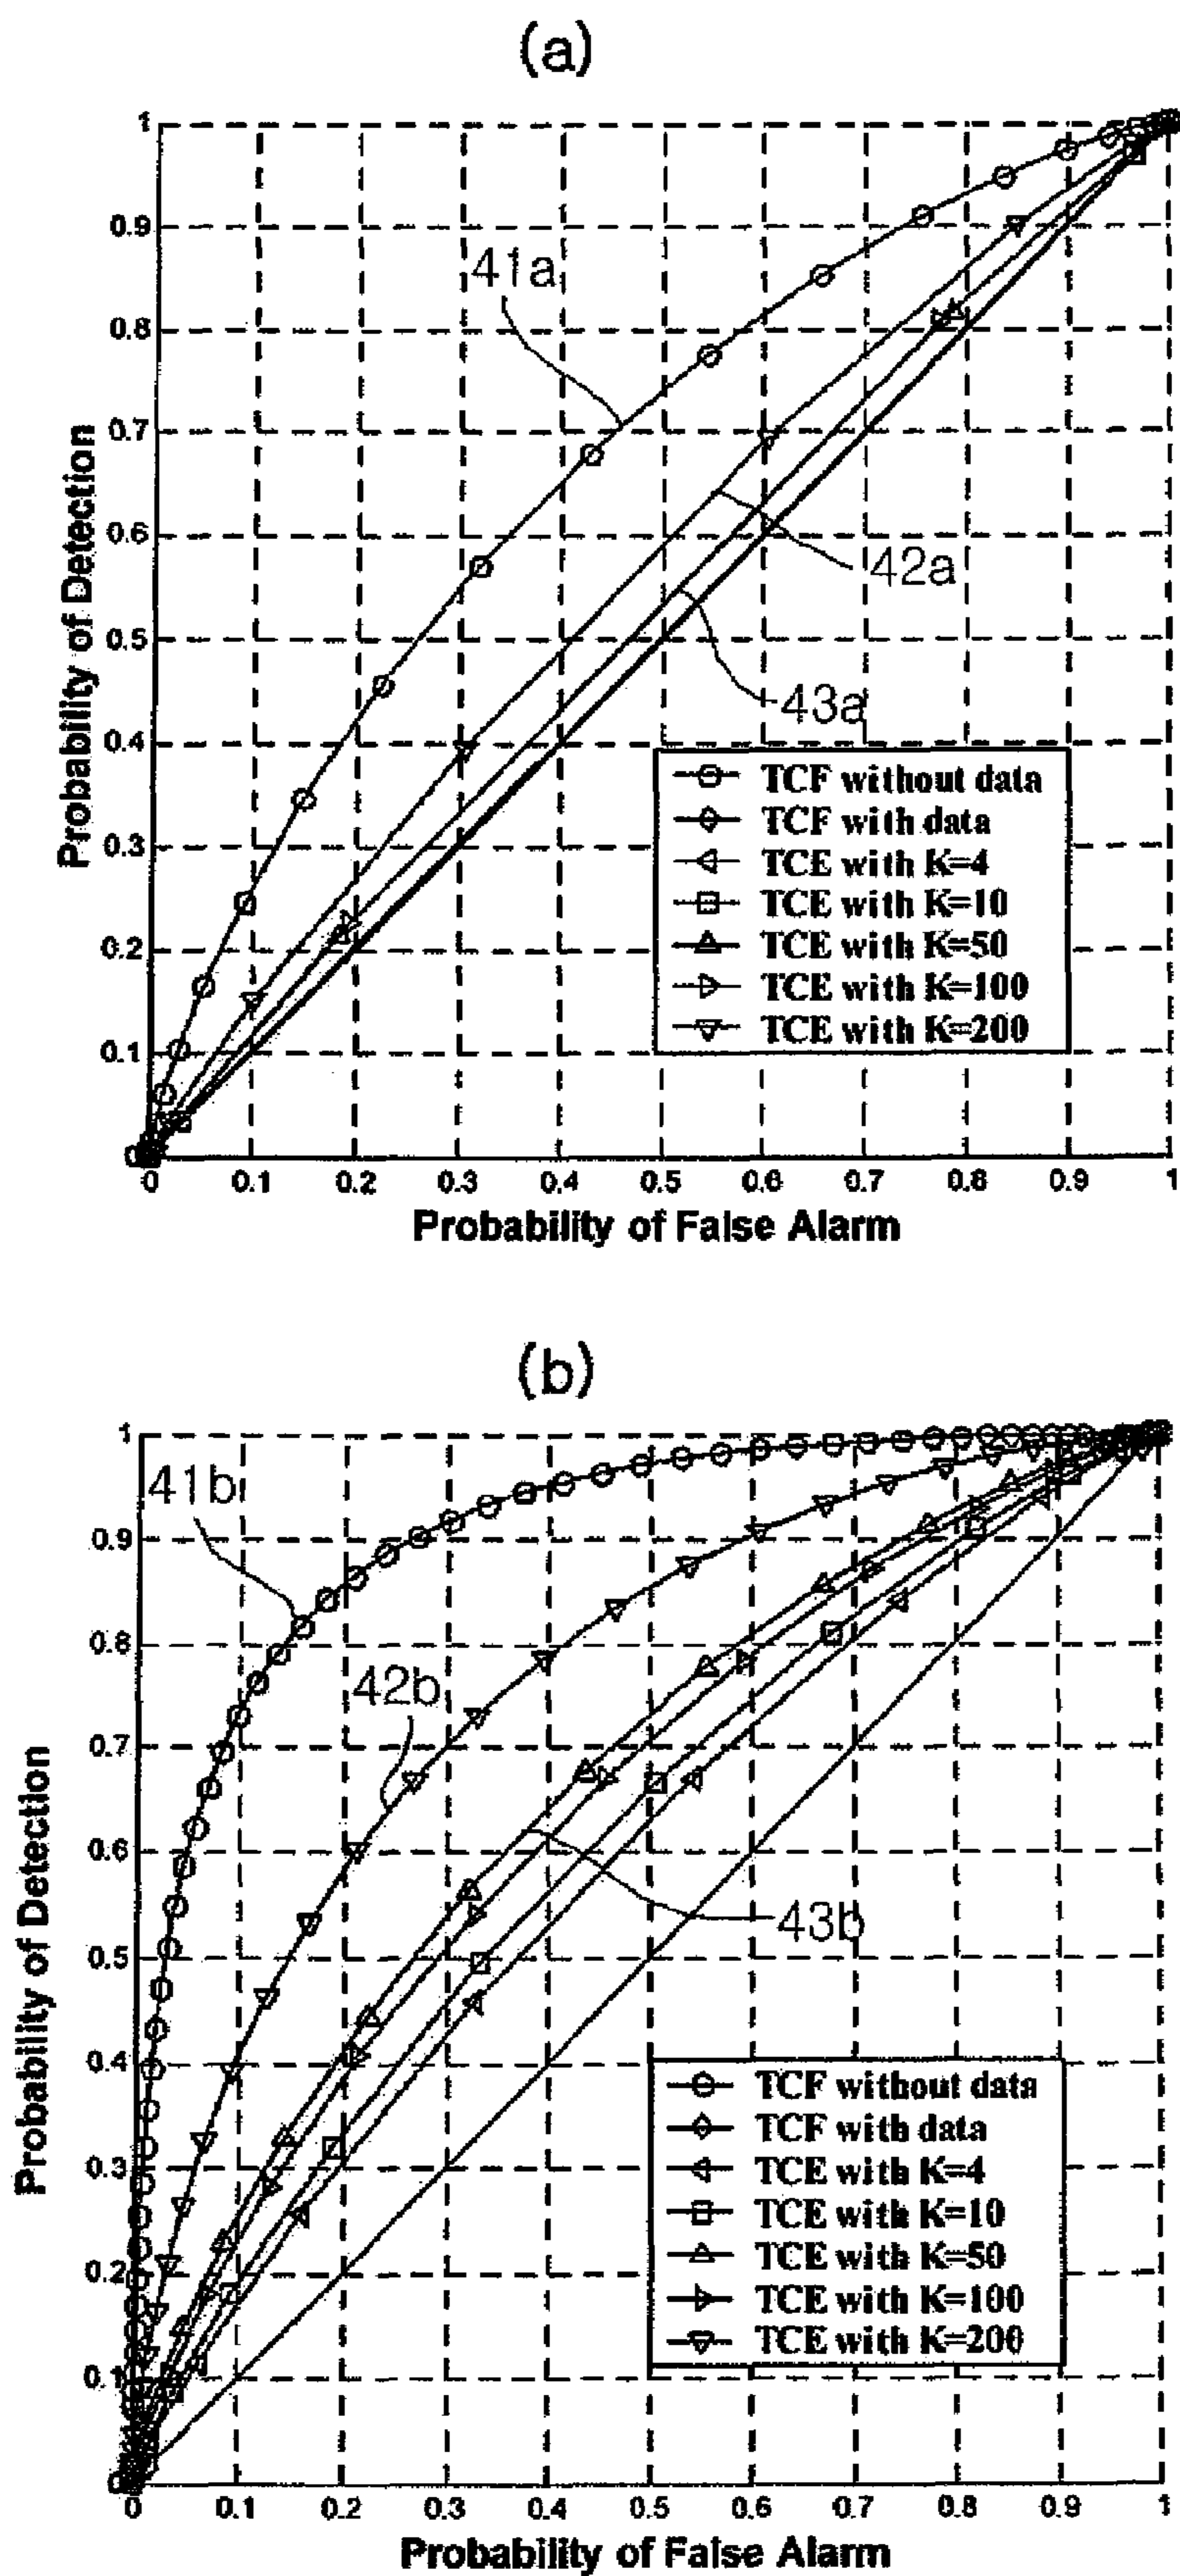 (a)
1
0.9
0.8
0.7
0.6
0.5
0.4
0.3
0.2
0.1
0
Probability of Detection
41a
42a
43a
TCF without data
TCF with data
TCE with K=4
TCE with K=10
TCE with K=50
TCE with K=100
TCE with K=200
0 0.1 0.2 0.3 0.4 0.5 0.6 0.7 0.8 0.9 1
Probability of False Alarm
(b)
1
0.9
0.8
0.7
0.6
0.5
0.4
0.3
0.2
0.1
0
Probability of Detection
41b
42b
43b
TCF without data
TCF with data
TCE with K=4
TCE with K=10
TCE with K=50
TCE with K=100
TCE with K=200
0 0.1 0.2 0.3 0.4 0.5 0.6 0.7 0.8 0.9 1
Probability of False Alarm